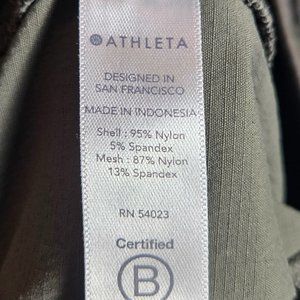 ATHLETA
DESIGNED IN
SAN FRANCISCO
MADE IN INDONESIA
Shell : 95% Nylon
5% Spandex
Mesh : 87% Nylon
13% Spandex
RN 54023
Certified
B